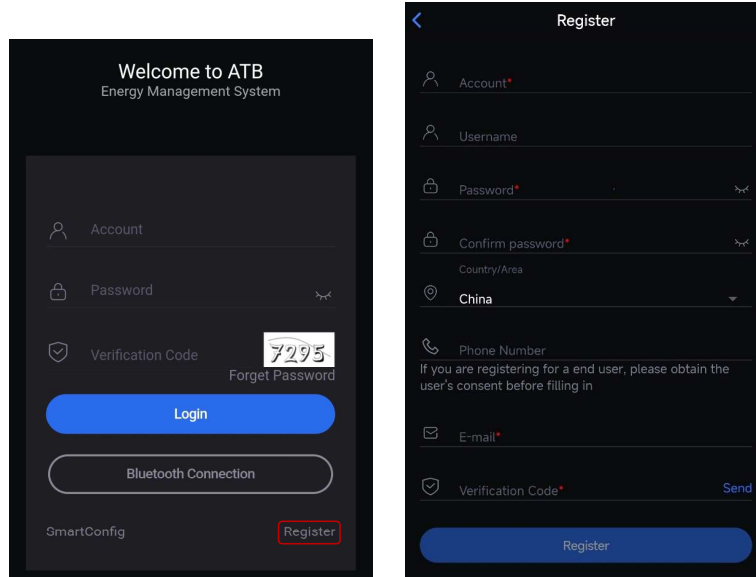 Welcome to ATB
Energy Management System
Account
Password
Verification Code
7295
Forget Password
Login
Bluetooth Connection
SmartConfig
Register
Register
Account*
Username
Password*
Confirm password*
Country/Area
China
Phone Number
If you are registering for a end user, please obtain the
user's consent before filling in
E-mail*
Verification Code*
Send
Register